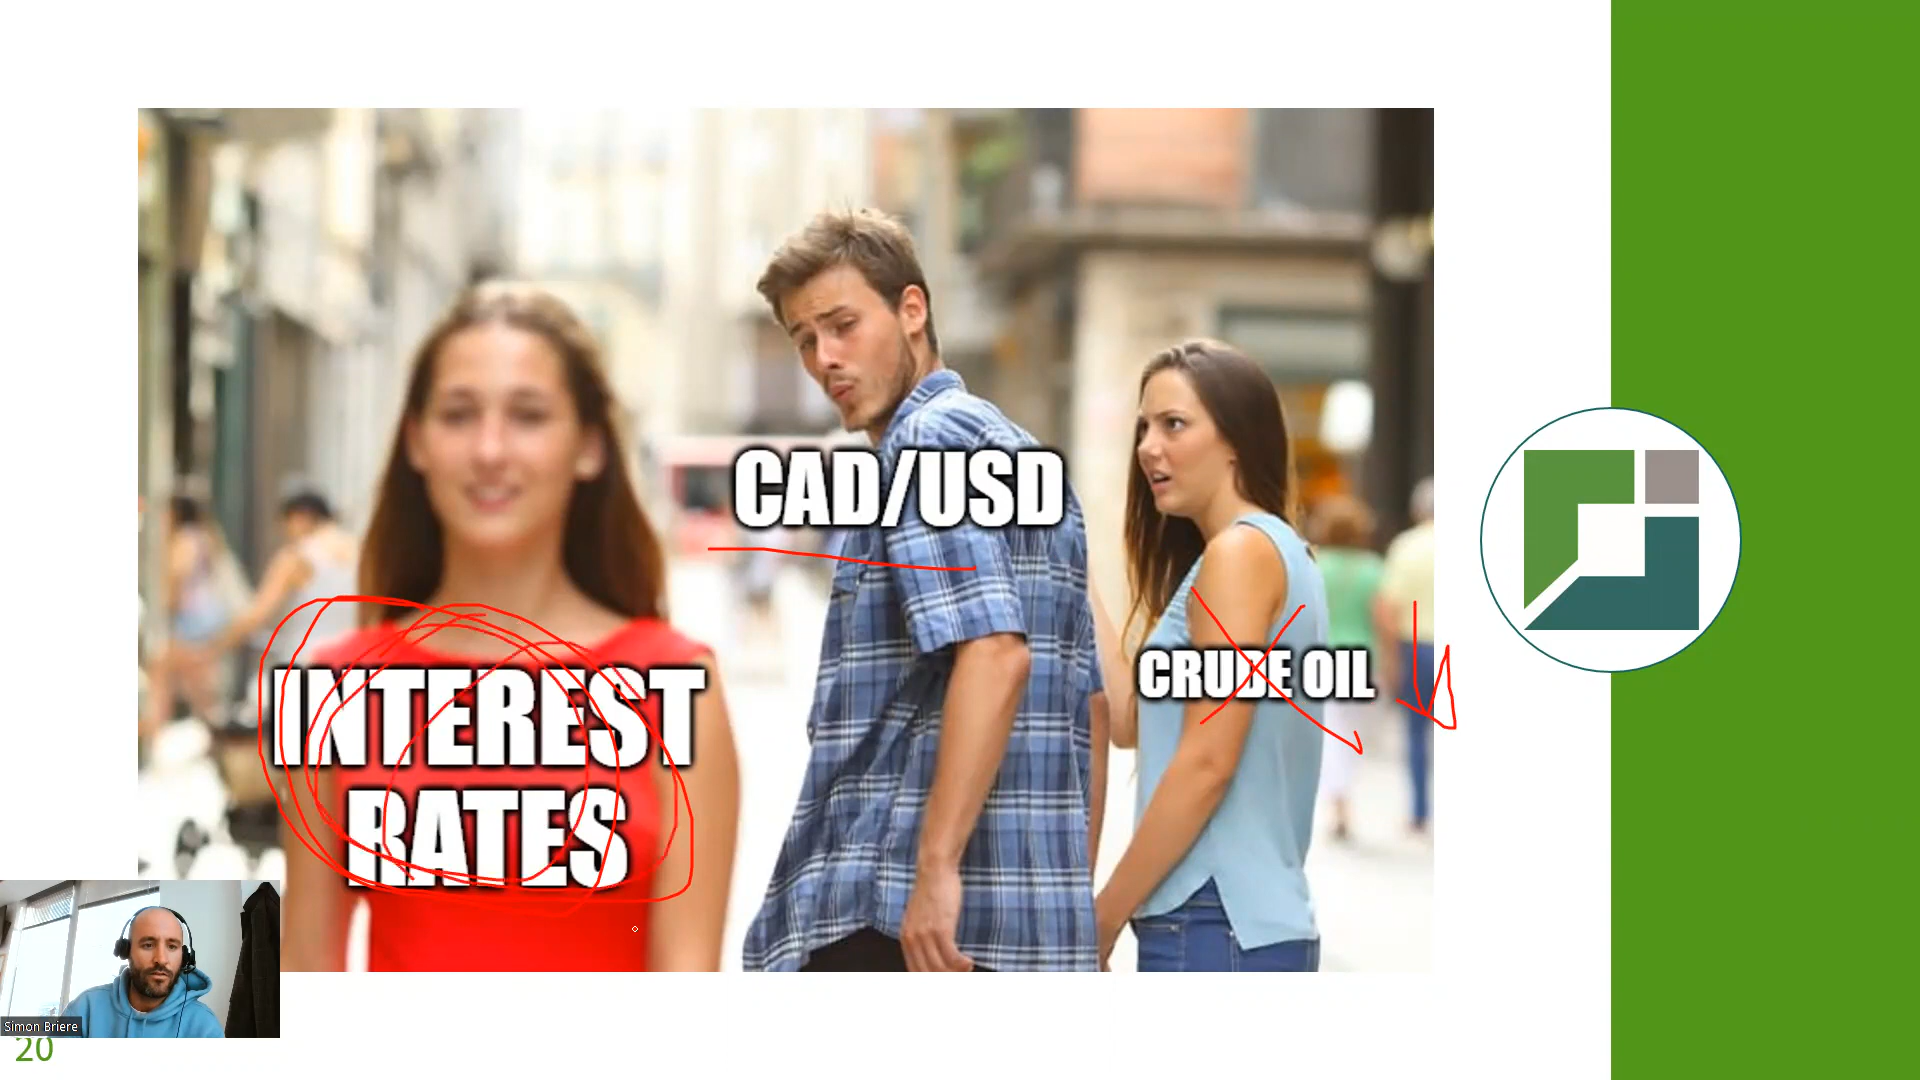 CAD/USD
CRUDE OIL
INTEREST
RATES
Simon Briere
20